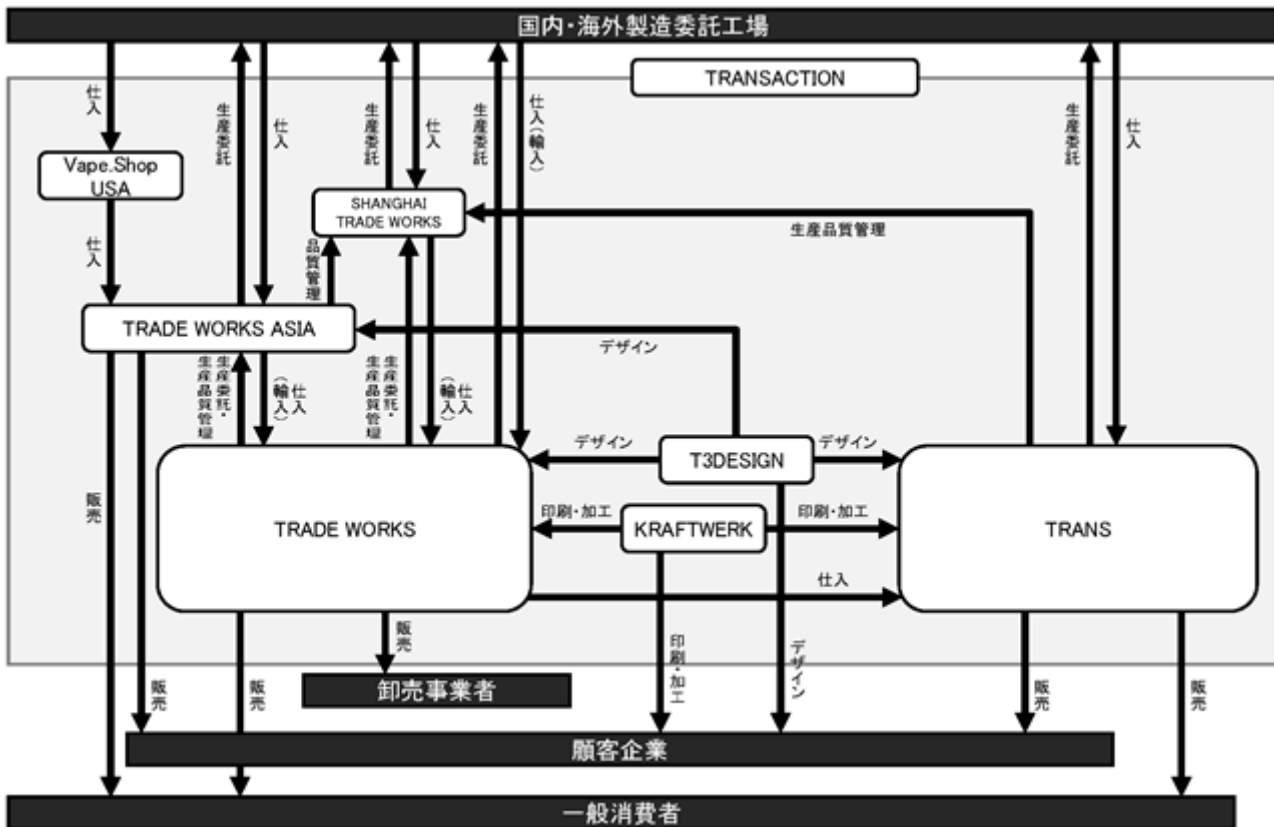 国内・海外製造委託工場
TRANSACTION
仕入
生産委託
仕入
生産委託
仕入
生産委託
仕入(輸入)
生産委託
仕入
Vape.Shop
USA
SHANGHAI
TRADE WORKS
生産品質管理
仕入
品質管理
TRADE WORKS ASIA
デザイン
生産委託・
生産品質管理
仕入
(輸入)
生産委託・
生産品質管理
仕入
(輸入)
デザイン
T3DESIGN
デザイン
販売
TRADE WORKS
印刷・加工
KRAFTWERK
印刷・加工
TRANS
仕入
販売
印刷・加工
デザイン
卸売事業者
販売
販売
販売
販売
顧客企業
一般消費者